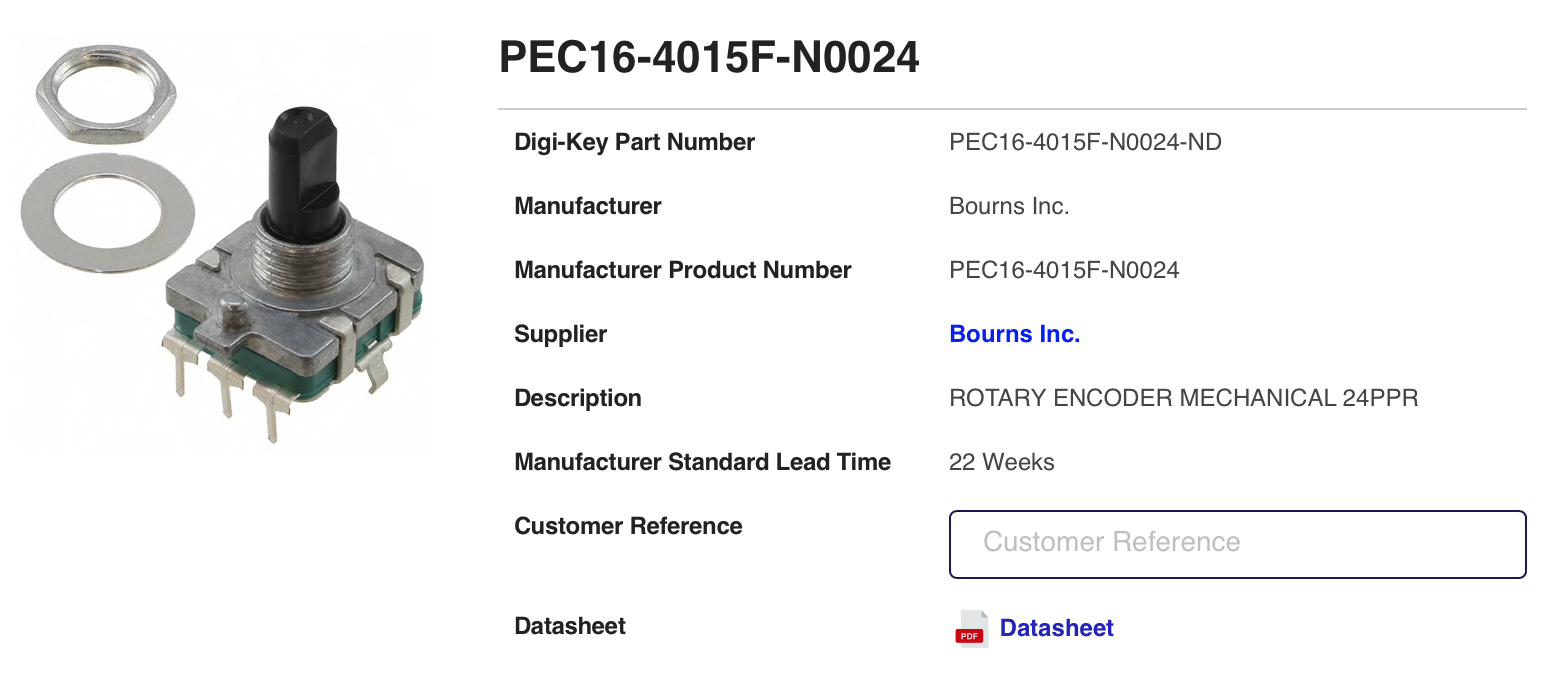 PEC16-4015F-N0024
Digi-Key Part Number PEC16-4015F-N0024-ND
Manufacturer Bourns Inc.
Manufacturer Product Number PEC16-4015F-N0024
Supplier Bourns Inc.
Description ROTARY ENCODER MECHANICAL 24PPR
Manufacturer Standard Lead Time 22 Weeks
Customer Reference Customer Reference
Datasheet PDF Datasheet